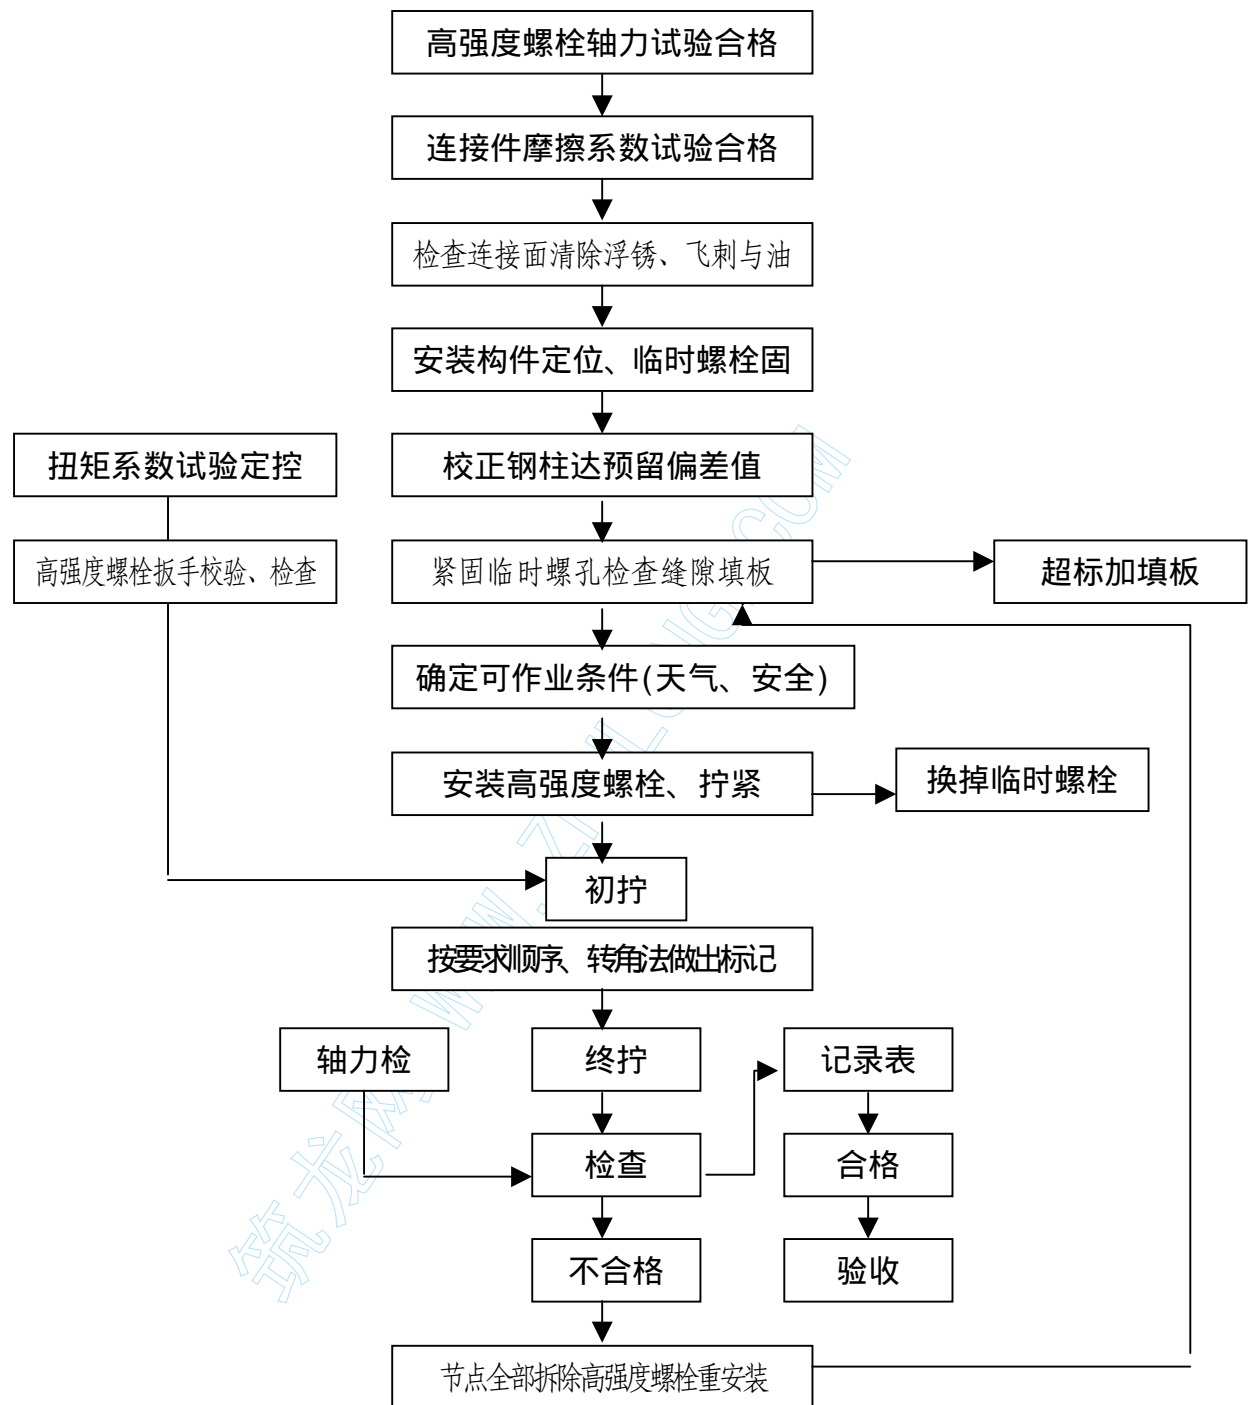 高强度螺栓轴力试验合格
连接件摩擦系数试验合格
检查连接面清除浮锈、飞刺与油
安装构件定位、临时螺栓固
扭矩系数试验定控
校正钢柱达预留偏差值
高强度螺栓扳手校验、检查
紧固临时螺孔检查缝隙填板
超标加填板
确定可作业条件(天气、安全)
安装高强度螺栓、拧紧
换掉临时螺栓
初拧
按要求顺序、转角法做出标记
轴力检
终拧
记录表
检查
合格
不合格
验收
节点全部拆除高强度螺栓重安装
筑龙网 WWW.ZHULONG.COM